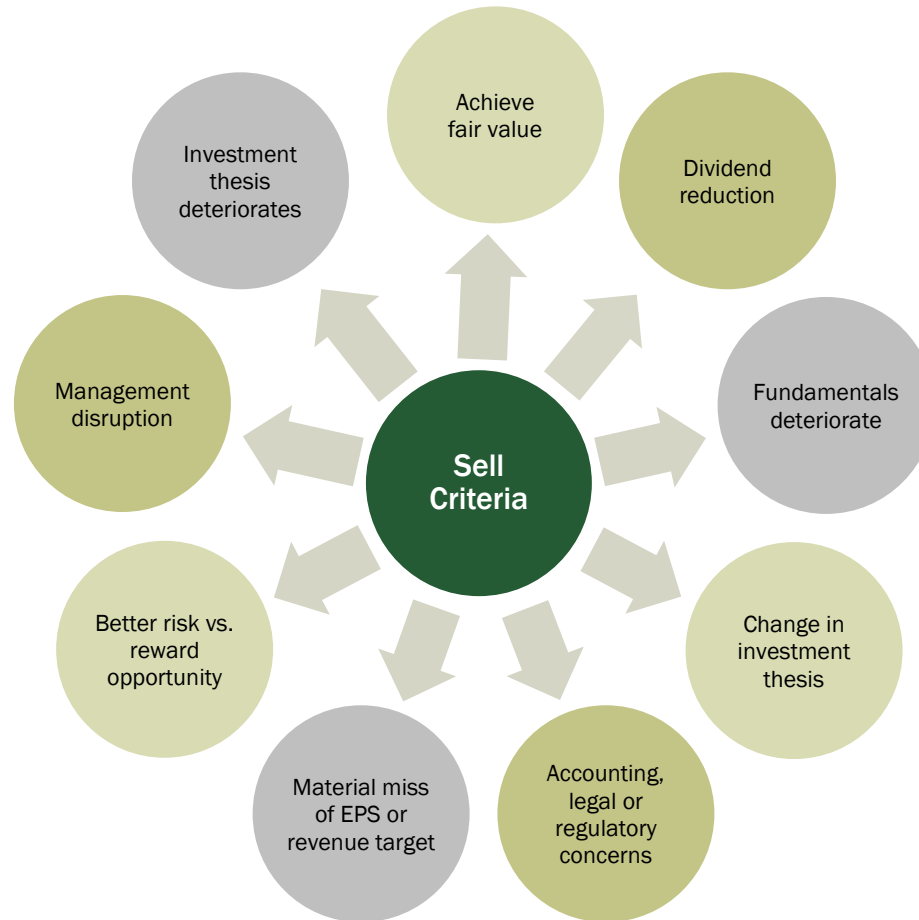 Achieve
fair value
Dividend
reduction
Fundamentals
deteriorate
Change in
investment
thesis
Accounting,
legal or
regulatory
concerns
Material miss
of EPS or
revenue target
Better risk vs.
reward
opportunity
Management
disruption
Investment
thesis
deteriorates
Sell
Criteria